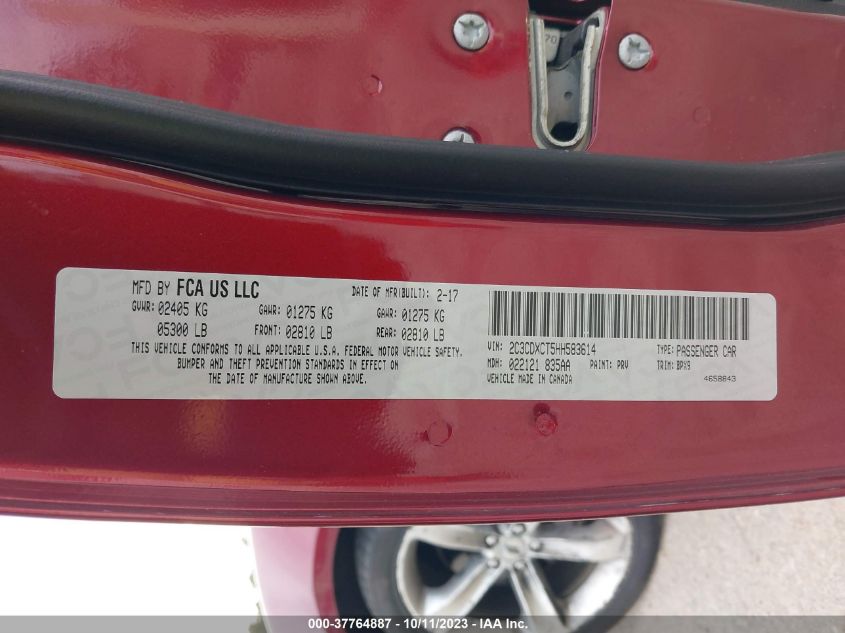 70
MFD BY FCA US LLC
DATE OF MFR(BUILT): 2-17
GVWR: 02405 KG GAWR: 01275 KG GAWR: 01275 KG
05300 LB FRONT: 02810 LB REAR: 02810 LB
THIS VEHICLE CONFORMS TO ALL APPLICABLE U.S.A. FEDERAL MOTOR VEHICLE SAFETY,
BUMPER AND THEFT PREVENTION STANDARDS IN EFFECT ON
THE DATE OF MANUFACTURE SHOWN ABOVE.
VIN: 2C3CDXCT5HH583614 TYPE: PASSENGER CAR
MDH: 022121 835AA PAINT: PRV TRIM: BPX9
VEHICLE MADE IN CANADA 4658643
000-37764887 - 10/11/2023 - IAA Inc.